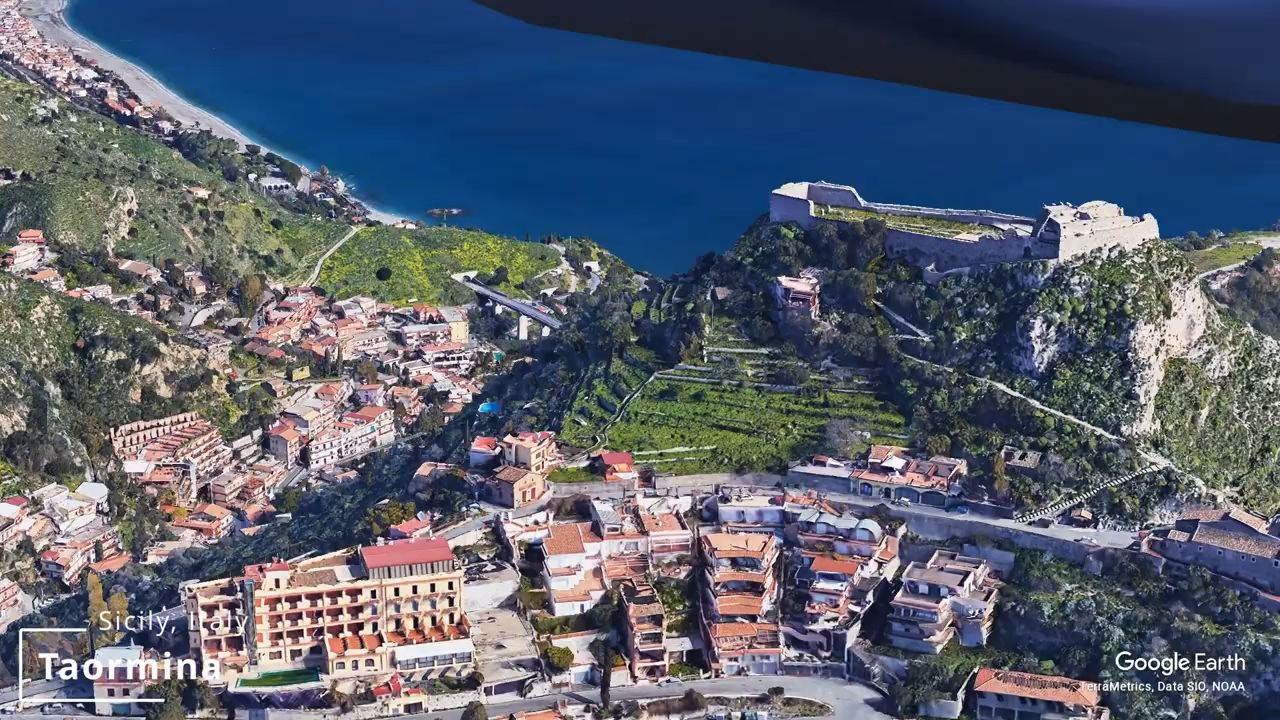 Sicily, Italy
Taormina
Google Earth
TerraMetrics, Data SIO, NOAA